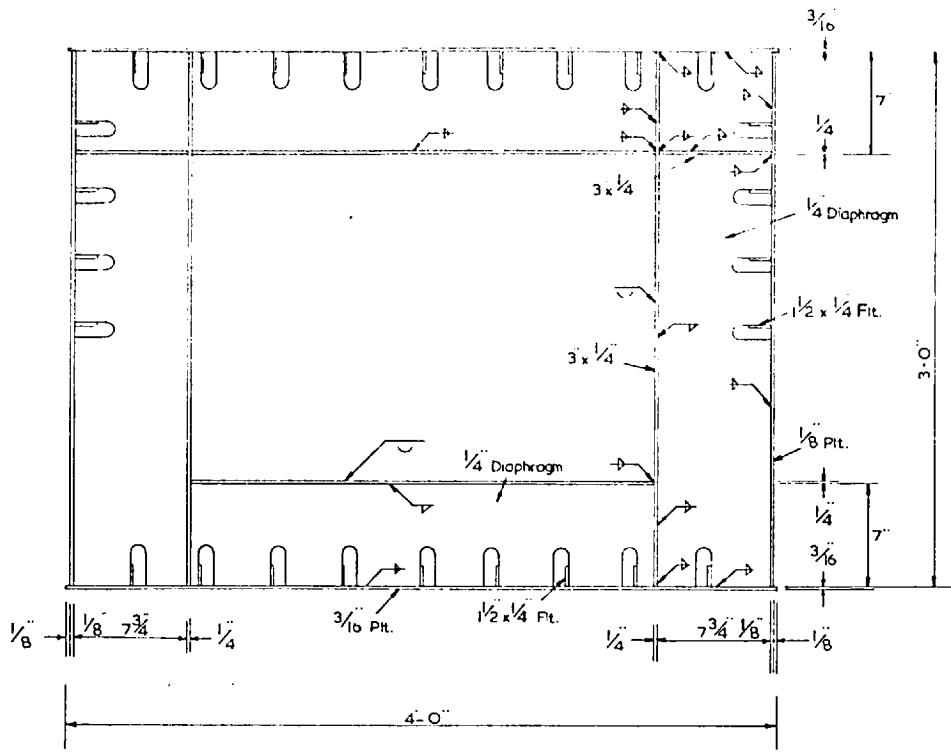 3/16"
7"
1/4"
3 x 1/4"
1/4" Diaphragm
1 1/2 x 1/4 Flt.
3" x 1/4"
3-0"
1/8" Plt.
1/4" Diaphragm
1/4"
7"
3/16"
3/16" Plt.
1 1/2" x 1/4" Flt.
1/8" 1/8" 7 3/4" 1/4" 1/4" 7 3/4" 1/8" 1/8"
4-0"